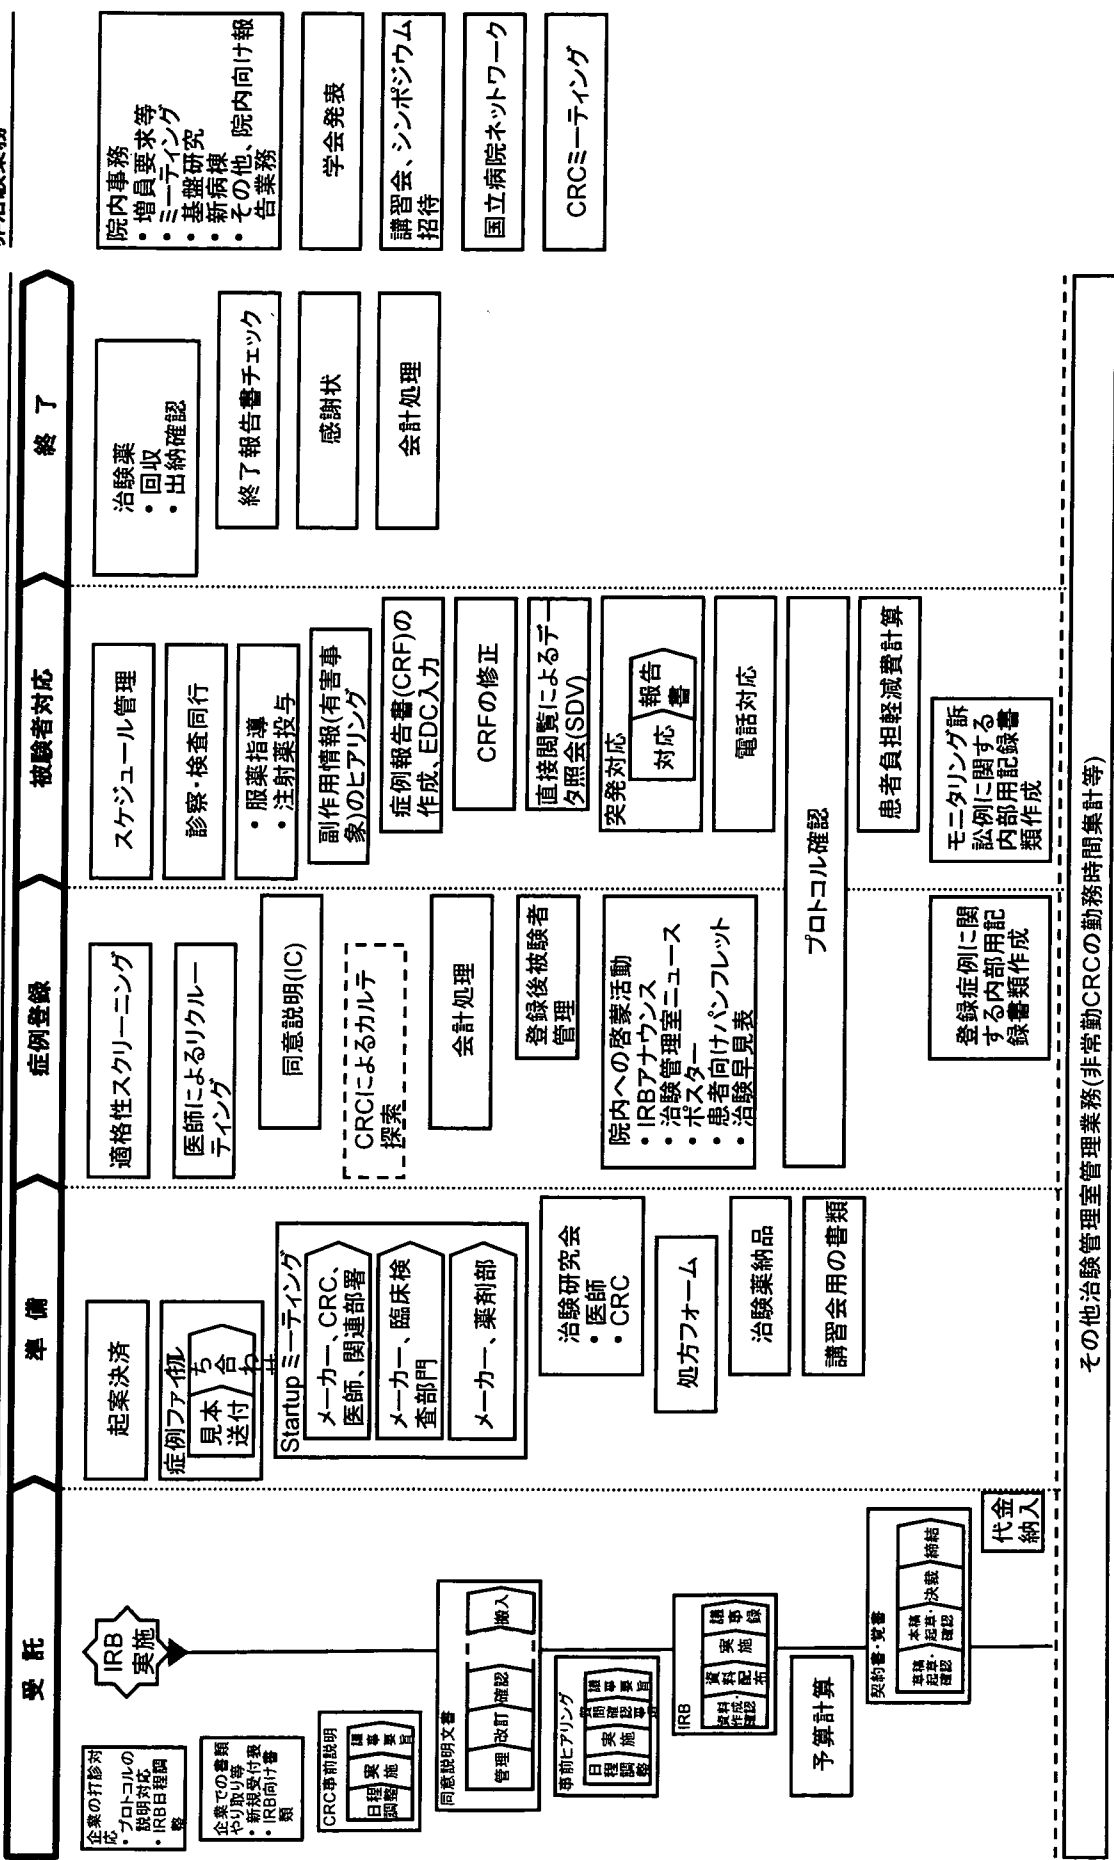 受託
準備
症例登録
被験者対応
終了
企業の打診対
応
・プロトコルの
説明対応
・IRB日程調
整
企業での書類
やり取り等
・新規受付表
・IRB向け書
類
IRB
実施
CRC事前説明
日程
調整
実
施
議
事
要
旨
同意説明文書
管理
改訂
確認
搬入
事前ヒアリング
日
程
調
整
実
施
質
問
確
認
事
項
議
事
要
旨
IRB
資料
作成・
確認
資
料
配
布
実
施
議
事
録
予算計算
契約書・覚書
草稿
起草・
確認
本稿
起草・
確認
決裁
締結
代金
納入
起案決済
症例ファイル
見本
送付
打
ち
合
わ
せ
Startup ミーティング
メーカー、CRC、
医師、関連部署
メーカー、臨床検
査部門
メーカー、薬剤部
治験研究会
・医師
・CRC
処方フォーム
治験薬納品
講習会用の書類
適格性スクリーニング
医師によるリクルー
ティング
同意説明(IC)
CRCによるカルテ
探索
会計処理
登録後被験者
管理
院内への啓蒙活動
・IRBアナウンス
・治験管理室ニュース
・ポスター
・患者向けパンフレット
・治験早見表
プロトコル確認
登録症例に関
する内部用記
録書類作成
スケジュール管理
診察・検査同行
・服薬指導
・注射薬投与
副作用情報(有害事
象)のヒアリング
症例報告書(CRF)の
作成、EDC入力
CRFの修正
直接閲覧によるデー
タ照会(SDV)
突発対応
対応
報告
書
電話対応
患者負担軽減費計算
モニタリング訴
訟例に関する
内部用記録書
類作成
治験薬
・回収
・出納確認
終了報告書チェック
感謝状
会計処理
院内事務
・増員要求等
・ミーティング
・基盤研究
・新病棟
・その他、院内向け報
告業務
学会発表
講習会、シンポジウム
招待
国立病院ネットワーク
CRCミーティング
その他治験管理室管理業務(非常勤CRCの勤務時間集計等)